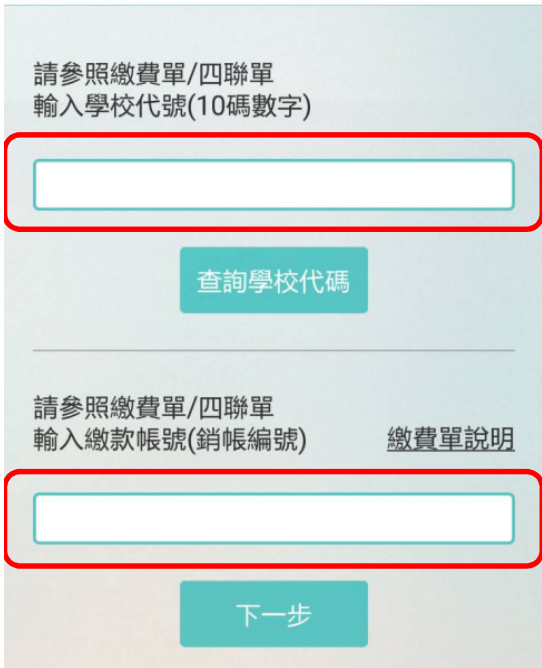 請參照繳費單/四聯單
輸入學校代號(10碼數字)
查詢學校代碼
請參照繳費單/四聯單
輸入繳款帳號(銷帳編號) 繳費單說明
下一步